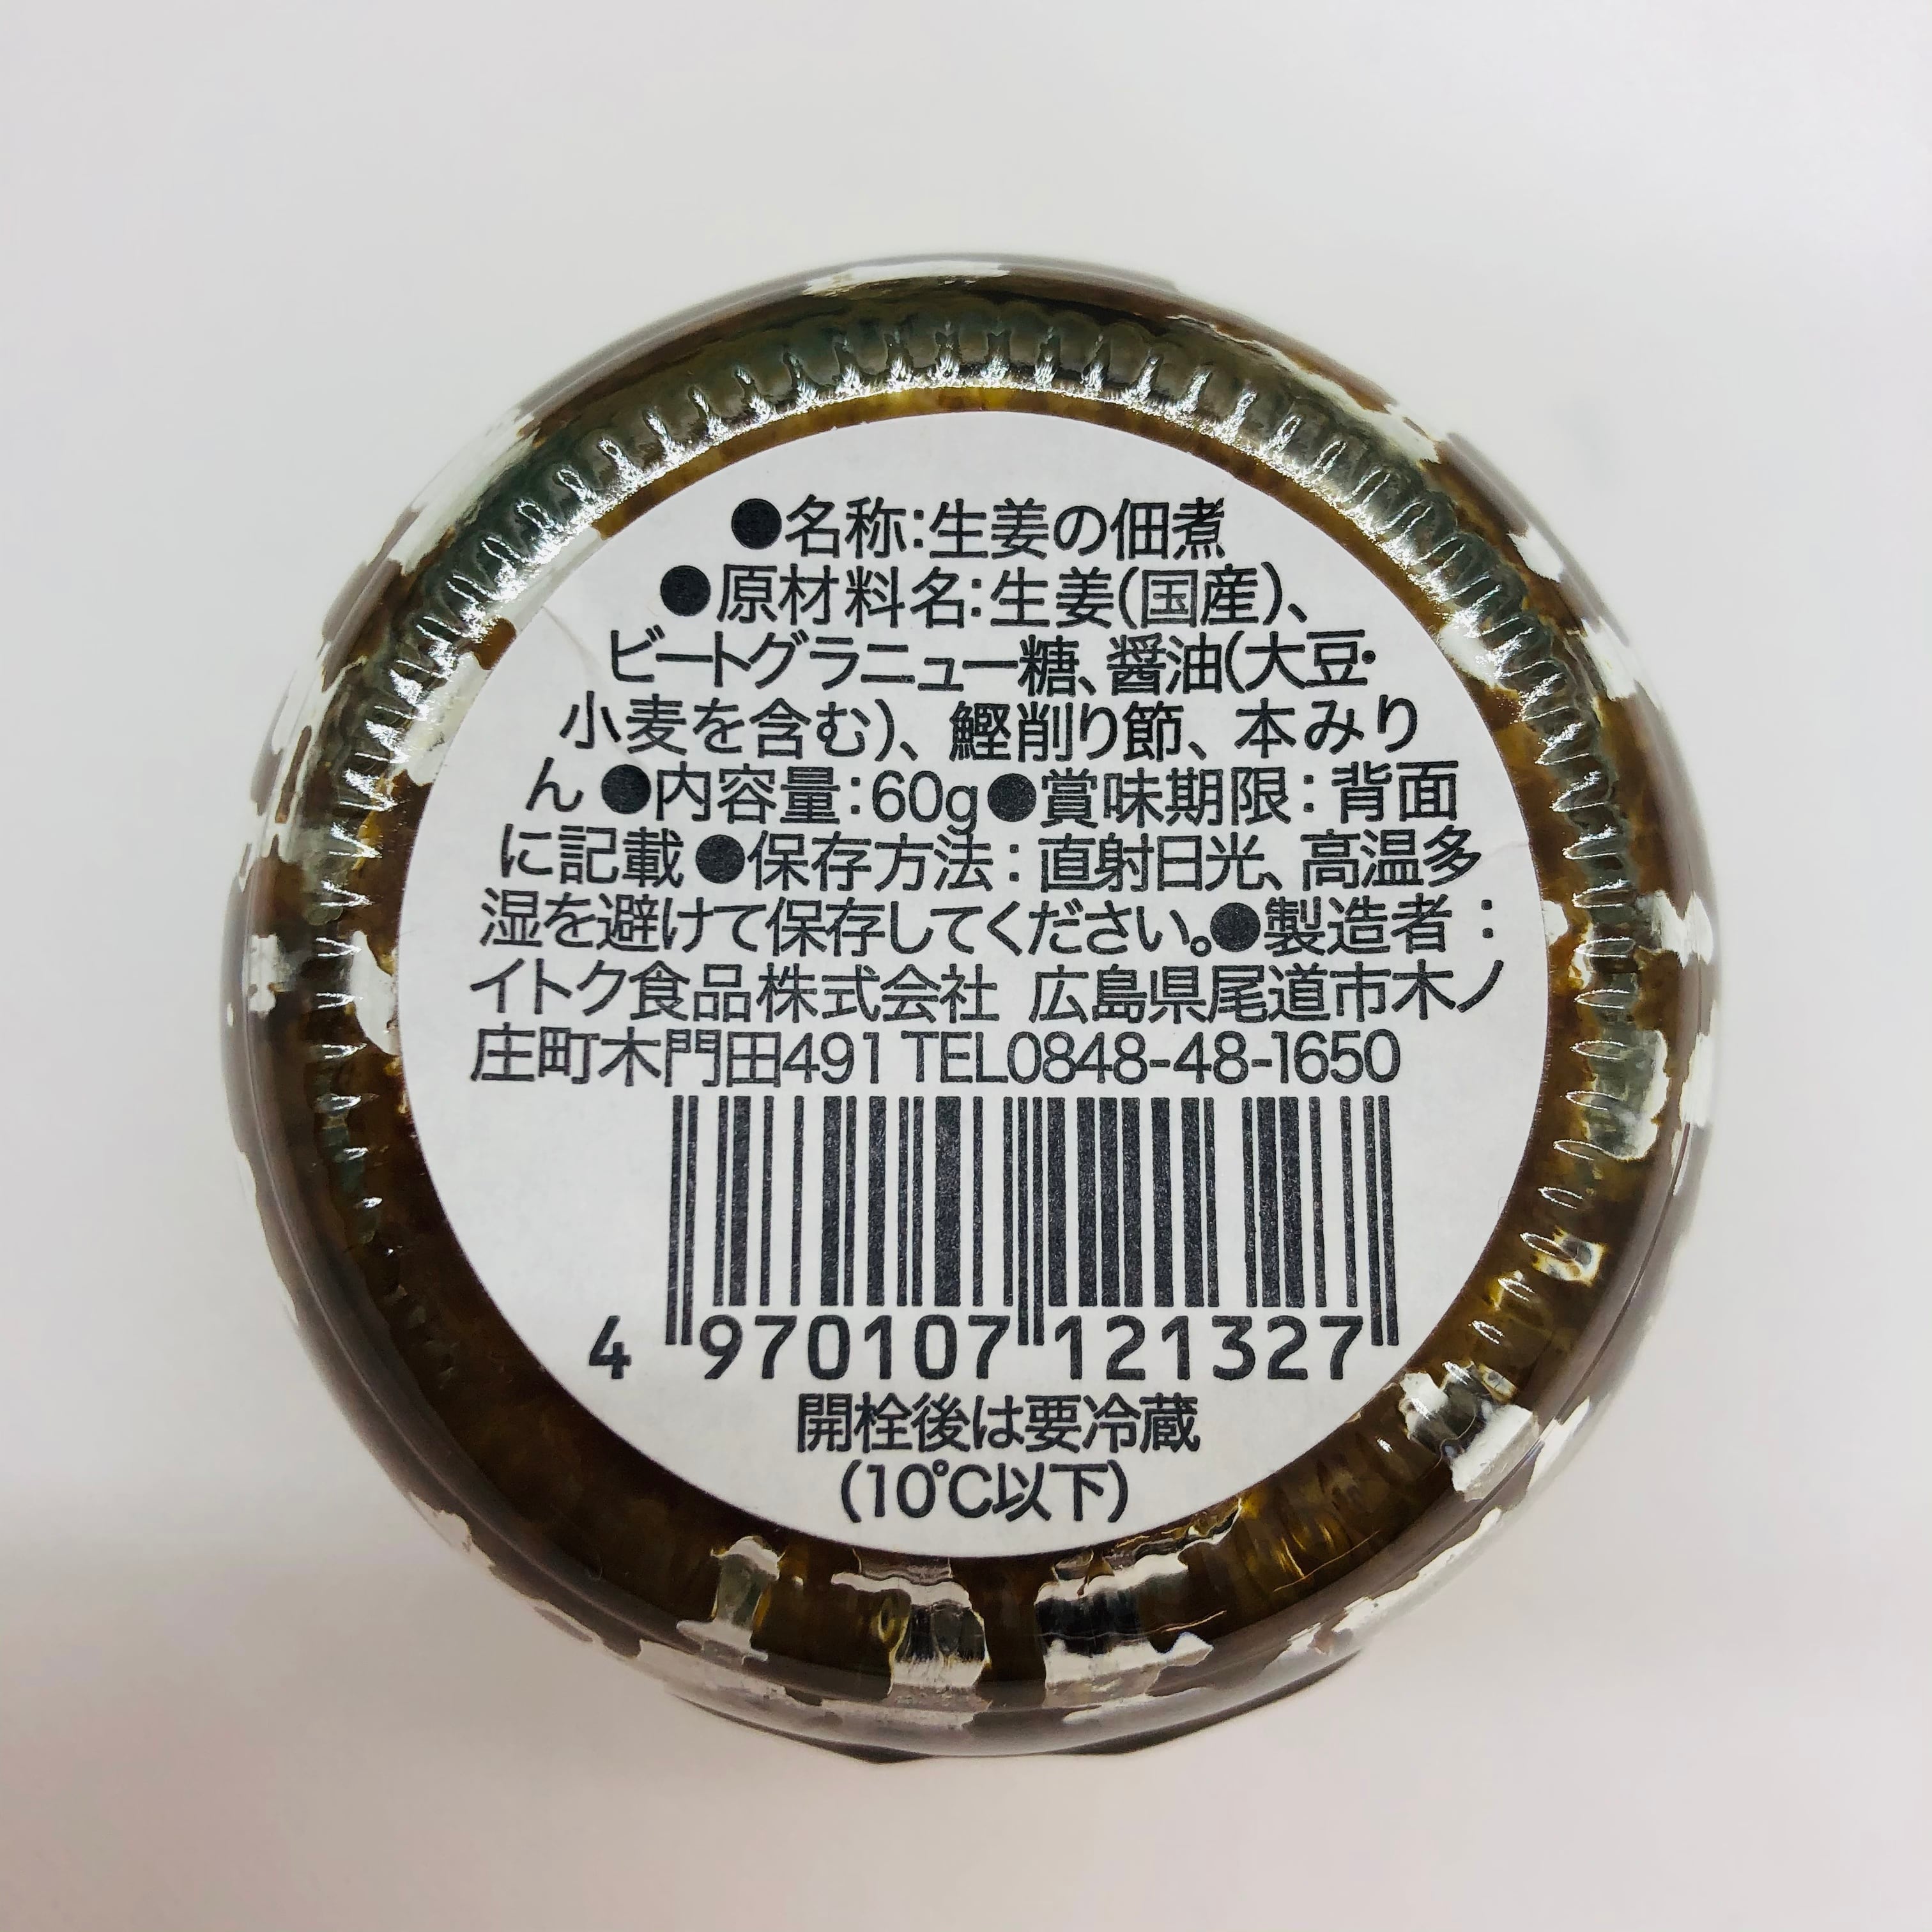 ●名称:生姜の佃煮
●原材料名:生姜(国産)、
ビートグラニュー糖、醤油(大豆・
小麦を含む)、鰹削り節、本みり
ん ●内容量:60g●賞味期限:背面
に記載 ●保存方法:直射日光、高温多
湿を避けて保存してください。●製造者:
イトク食品株式会社 広島県尾道市木ノ
庄町木門田491 TEL0848-48-1650
4 970107 121327
開栓後は要冷蔵
(10℃以下)